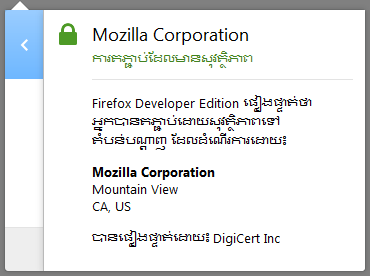 Mozilla Corporation
ការតភ្ជាប់ដែលមានសុវត្ថិភាព
Firefox Developer Edition ផ្ទៀងផ្ទាត់ថា
អ្នកបានតភ្ជាប់ដោយសុវត្ថិភាពទៅ
តំបន់បណ្ដាញ ដែលដំណើរការដោយ៖
Mozilla Corporation
Mountain View
CA, US
បានផ្ទៀងផ្ទាត់ដោយ៖ DigiCert Inc